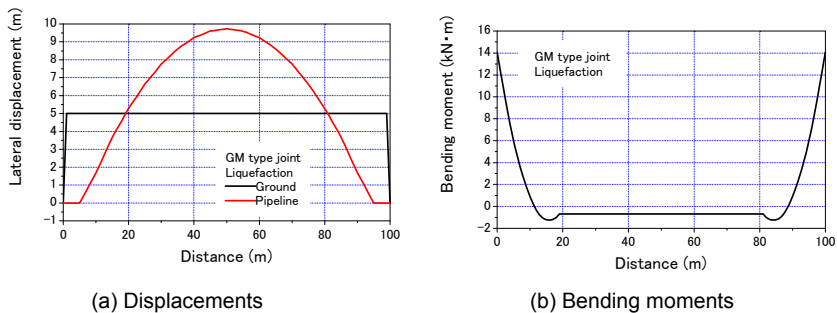 Lateral displacement (m)
10
9
8
7
6
5
4
3
2
1
0
-1
GM type joint
Liquefaction
Ground
Pipeline
0 20 40 60 80 100
Distance (m)
(a) Displacements
Bending moment (kN・m)
16
14
12
10
8
6
4
2
0
-2
GM type joint
Liquefaction
0 20 40 60 80 100
Distance (m)
(b) Bending moments